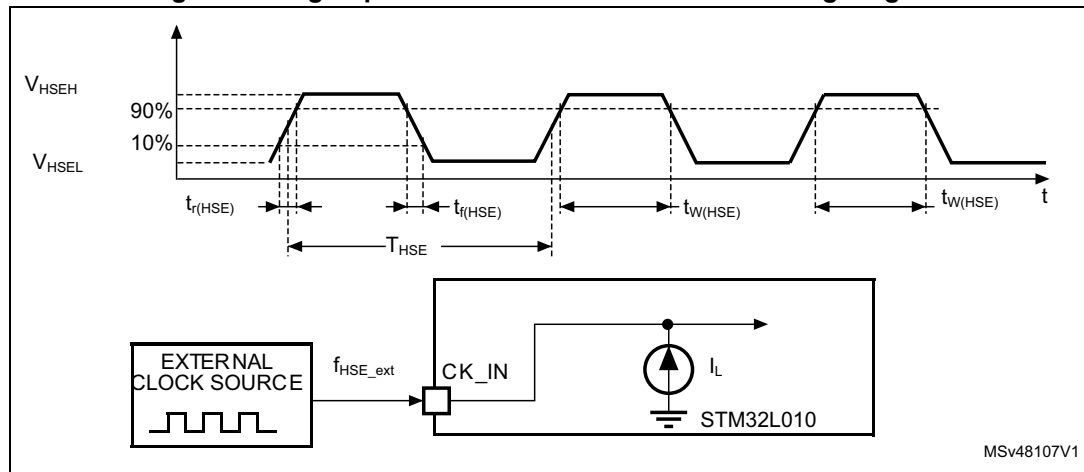 V_HSEH
90%
10%
V_HSEL
t_r(HSE)
t_f(HSE)
t_W(HSE)
t_W(HSE)
t
T_HSE
EXTERNAL
CLOCK SOURCE
f_HSE_ext
CK_IN
I_L
STM32L010
MSv48107V1